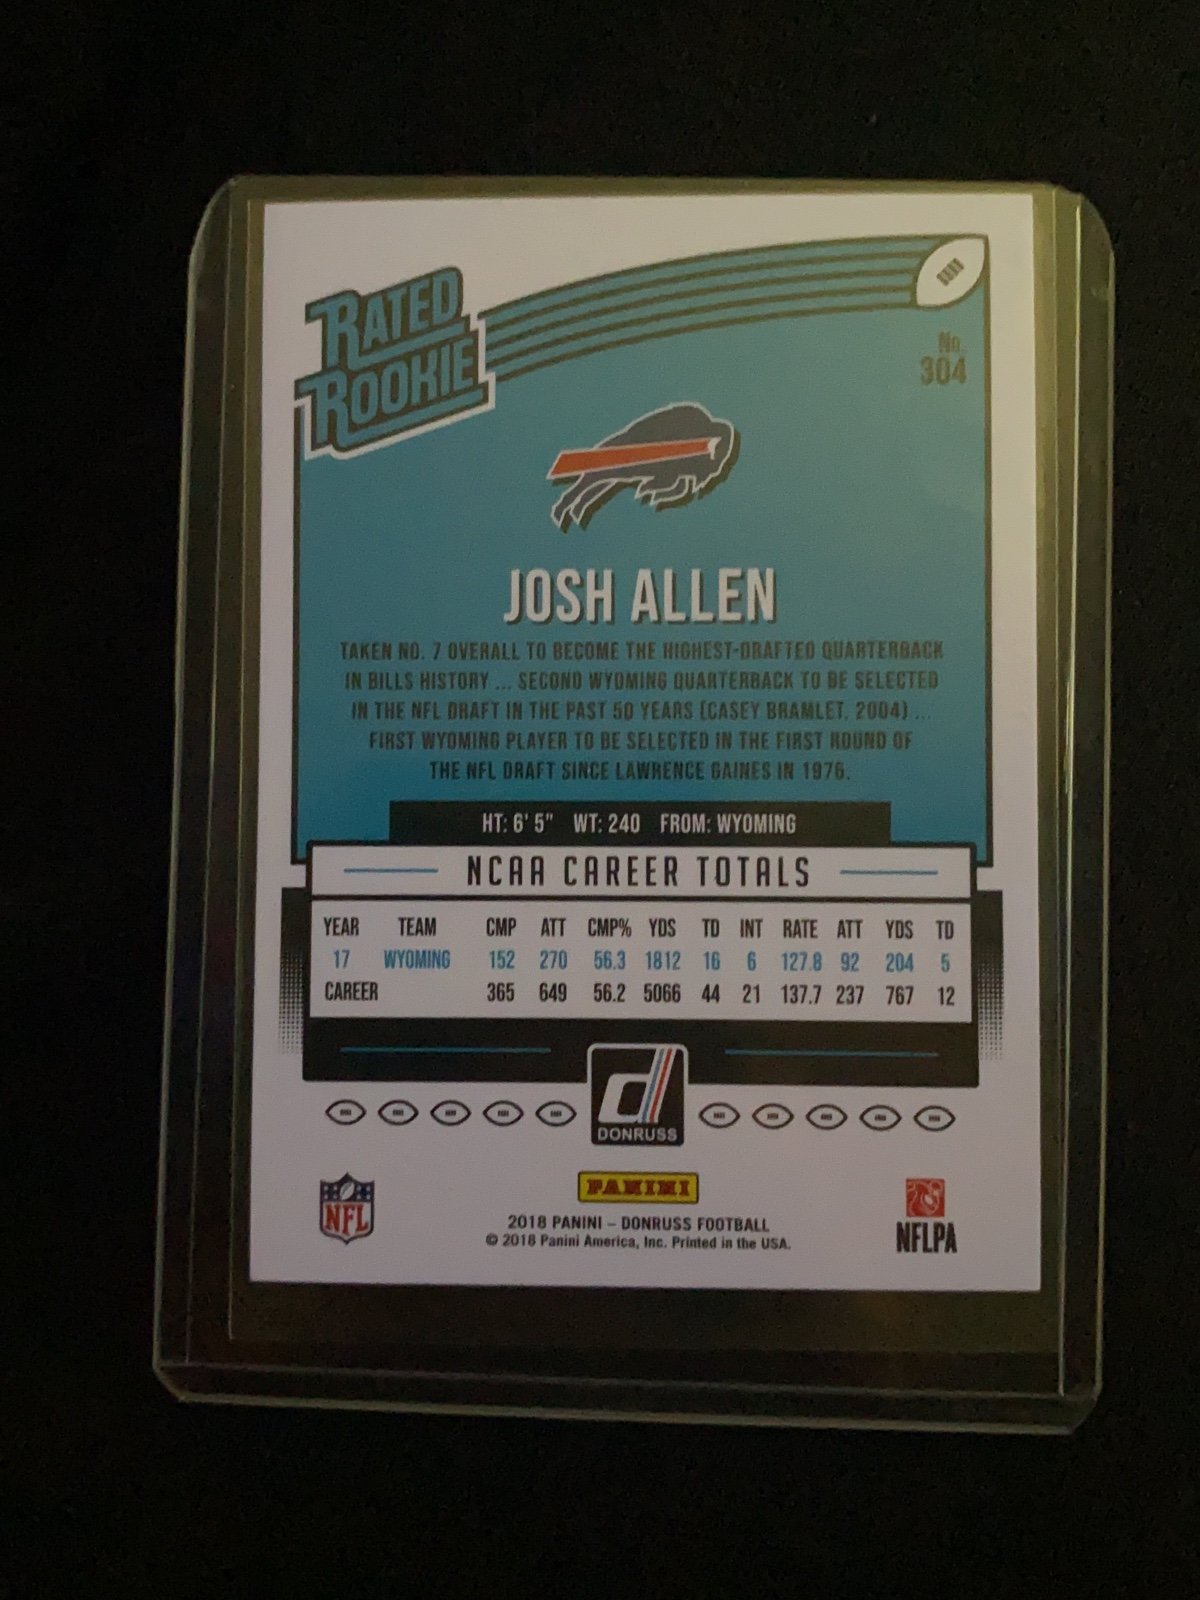 RATED
ROOKIE
No.
304
JOSH ALLEN
TAKEN NO. 7 OVERALL TO BECOME THE HIGHEST-DRAFTED QUARTERBACK
IN BILLS HISTORY ... SECOND WYOMING QUARTERBACK TO BE SELECTED
IN THE NFL DRAFT IN THE PAST 50 YEARS (CASEY BRAMLET, 2004) ...
FIRST WYOMING PLAYER TO BE SELECTED IN THE FIRST ROUND OF
THE NFL DRAFT SINCE LAWRENCE GAINES IN 1976.
HT: 6' 5" WT: 240 FROM: WYOMING
NCAA CAREER TOTALS
YEAR TEAM CMP ATT CMP% YDS TD INT RATE ATT YDS TD
17 WYOMING 152 270 56.3 1812 16 6 127.8 92 204 5
CAREER 365 649 56.2 5066 44 21 137.7 237 767 12
d
DONRUSS
NFL
PANINI
2018 PANINI – DONRUSS FOOTBALL
© 2018 Panini America, Inc. Printed in the USA.
NFLPA